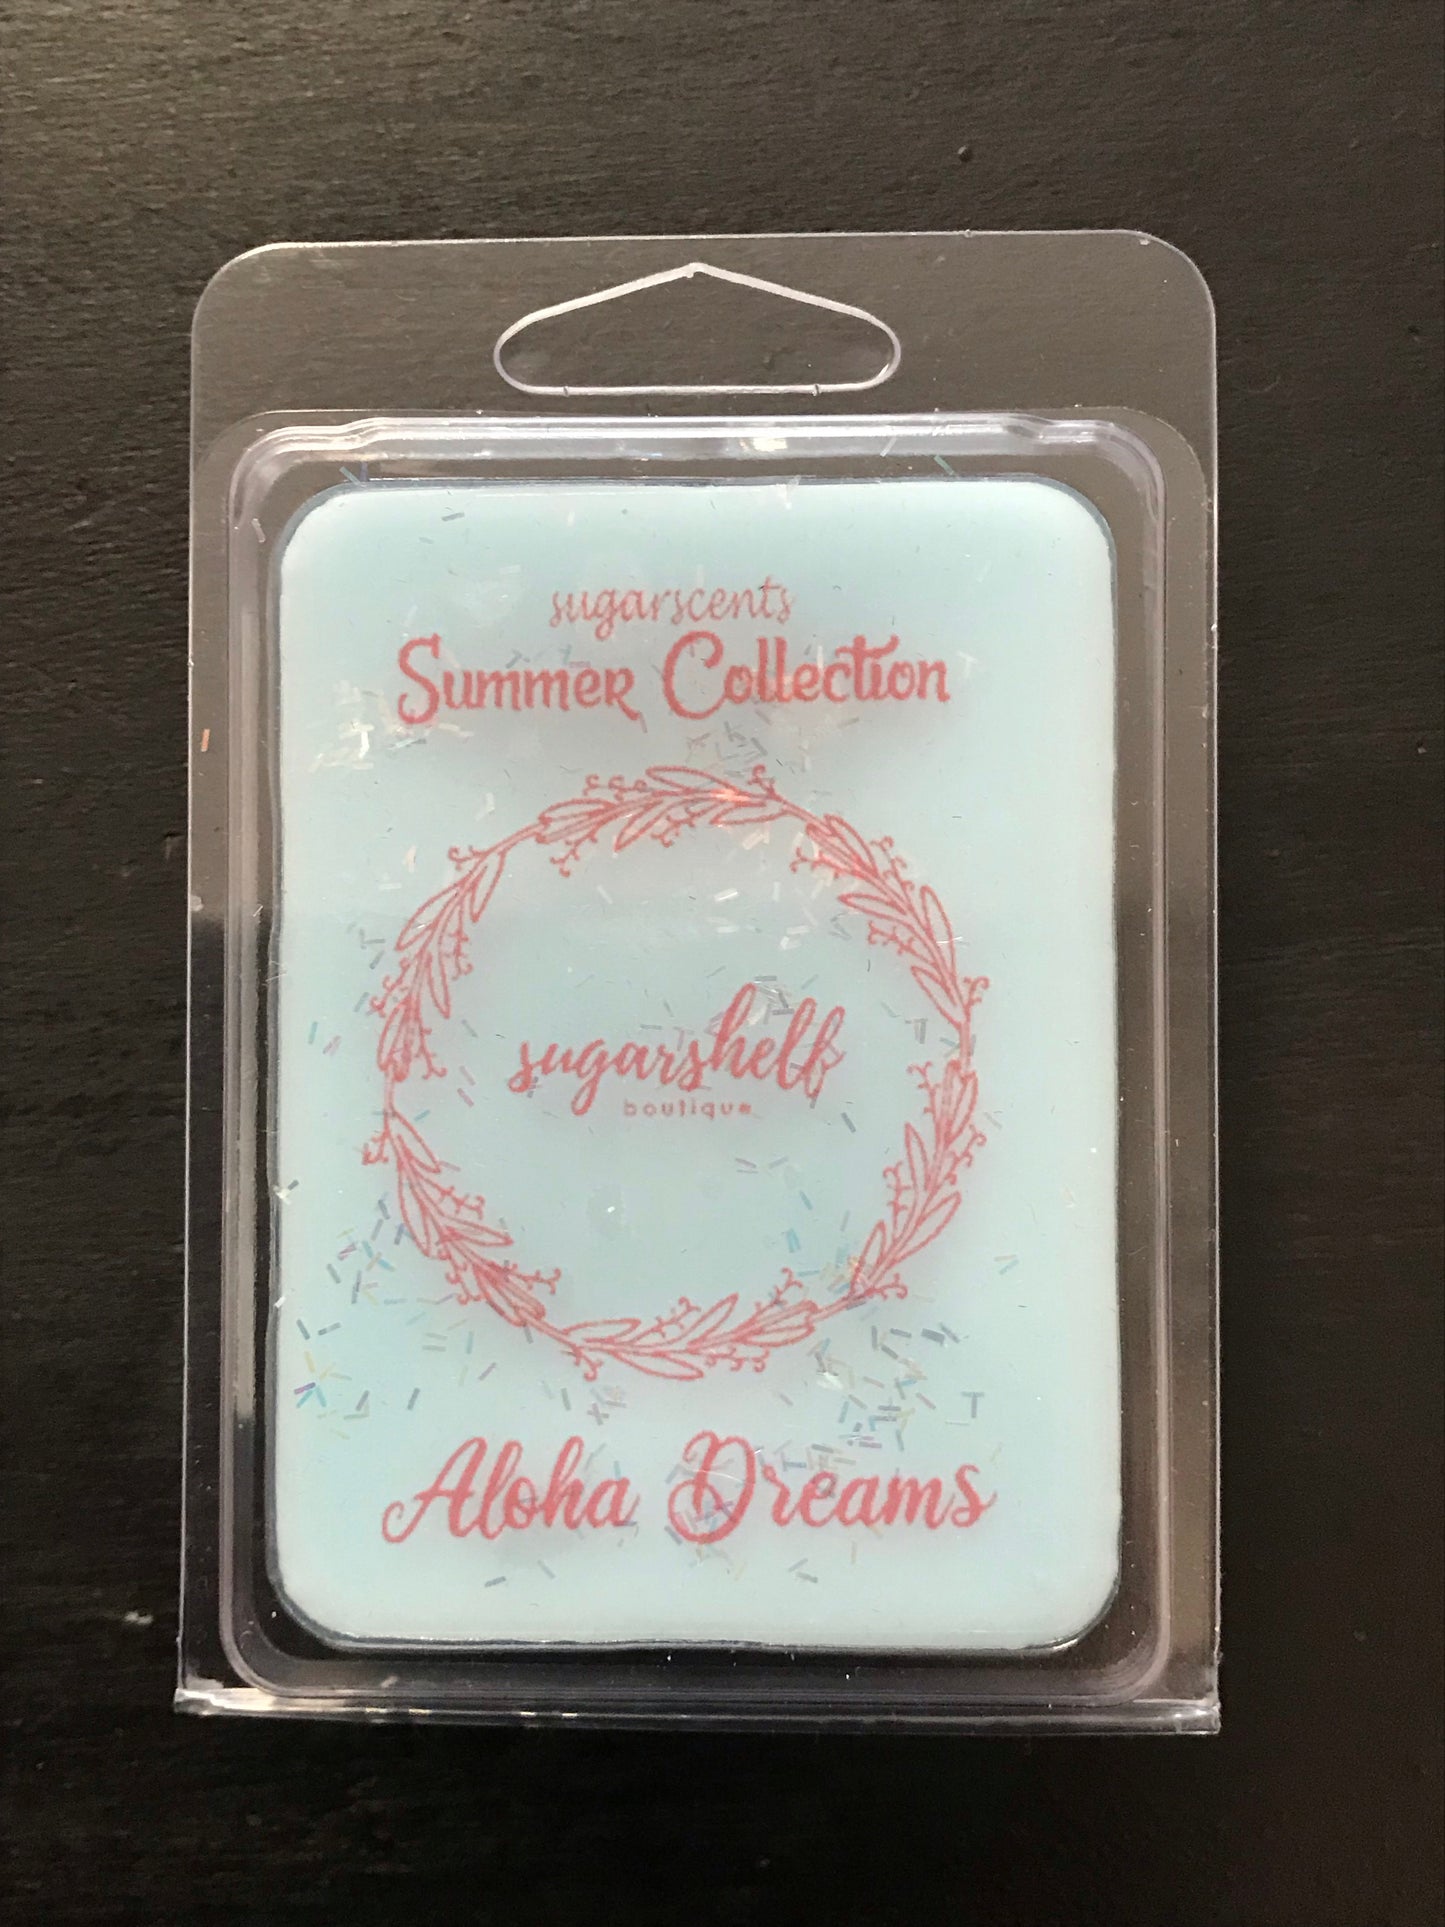 sugarscents
Summer Collection
sugarshelf
boutique
Aloha Dreams